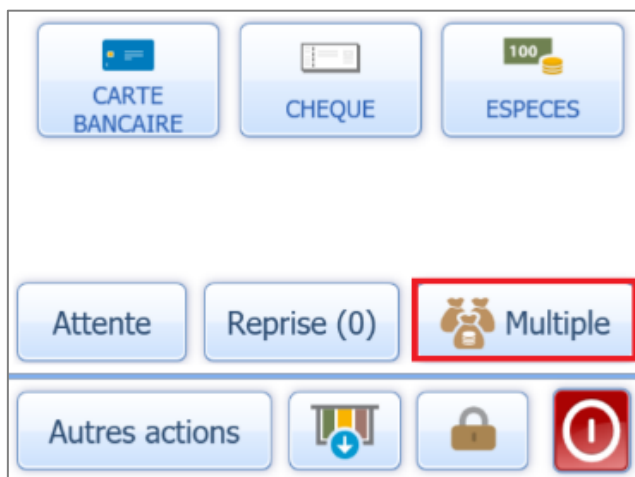 CARTE
BANCAIRE
CHEQUE
100
ESPECES
Attente
Reprise (0)
Multiple
Autres actions